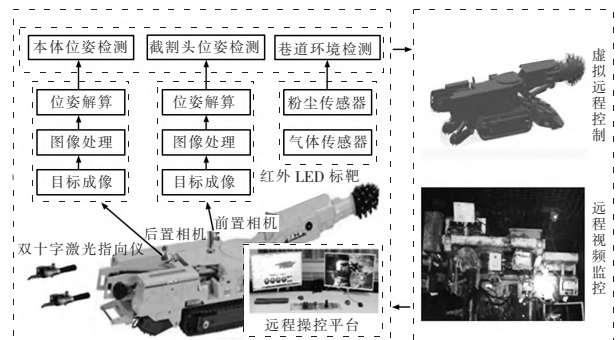 本体位姿检测
截割头位姿检测
巷道环境检测
位姿解算
位姿解算
粉尘传感器
图像处理
图像处理
气体传感器
目标成像
目标成像
红外 LED 标靶
后置相机
前置相机
双十字激光指向仪
远程操控平台
虚拟远程控制
远程视频监控